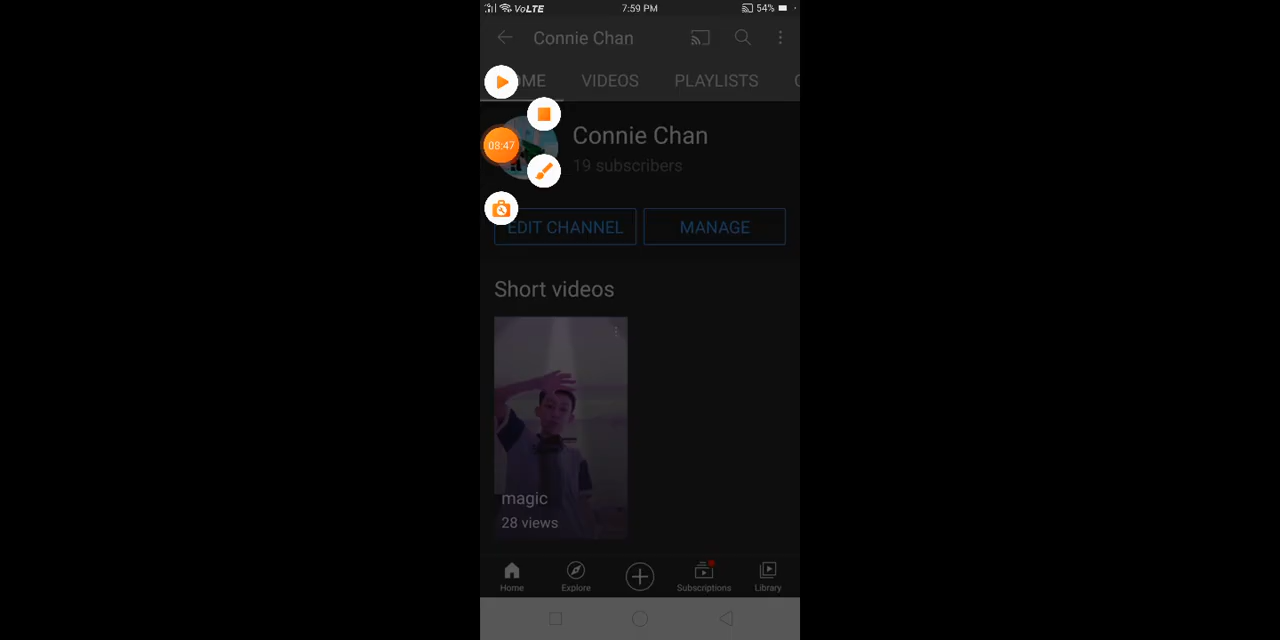 VoLTE 7:59 PM 54%
Connie Chan
OME VIDEOS PLAYLISTS
Connie Chan
08:47
19 subscribers
EDIT CHANNEL MANAGE
Short videos
magic
28 views
Home Explore Subscriptions Library